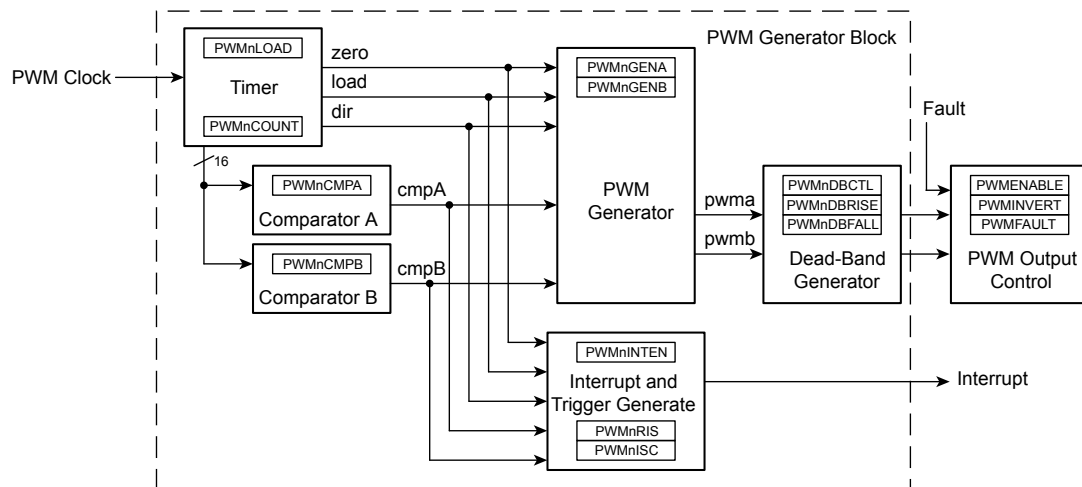 PWM Generator Block
PWM Clock
PWMnLOAD
Timer
PWMnCOUNT
16
zero
load
dir
PWMnCMPA
Comparator A
cmpA
PWMnCMPB
Comparator B
cmpB
PWMnGENA
PWMnGENB
PWM
Generator
pwma
pwmb
PWMnDBCTL
PWMnDBRISE
PWMnDBFALL
Dead-Band
Generator
Fault
PWMENABLE
PWMINVERT
PWMFAULT
PWM Output
Control
PWMnINTEN
Interrupt and
Trigger Generate
PWMnRIS
PWMnISC
Interrupt